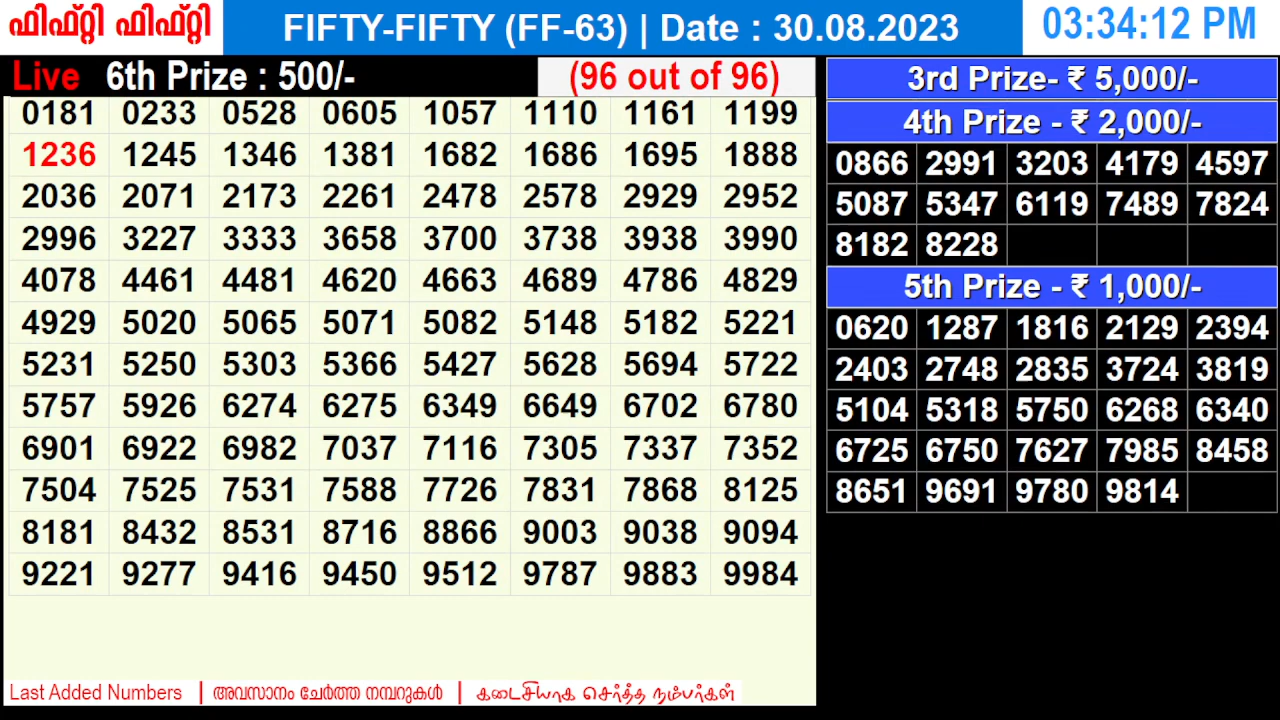 ഫിഫ്റ്റി ഫിഫ്റ്റി
FIFTY-FIFTY (FF-63) | Date : 30.08.2023
03:34:12 PM
Live 6th Prize : 500/-
(96 out of 96)
0181 0233 0528 0605 1057 1110 1161 1199
1236 1245 1346 1381 1682 1686 1695 1888
2036 2071 2173 2261 2478 2578 2929 2952
2996 3227 3333 3658 3700 3738 3938 3990
4078 4461 4481 4620 4663 4689 4786 4829
4929 5020 5065 5071 5082 5148 5182 5221
5231 5250 5303 5366 5427 5628 5694 5722
5757 5926 6274 6275 6349 6649 6702 6780
6901 6922 6982 7037 7116 7305 7337 7352
7504 7525 7531 7588 7726 7831 7868 8125
8181 8432 8531 8716 8866 9003 9038 9094
9221 9277 9416 9450 9512 9787 9883 9984
Last Added Numbers | അവസാനം ചേർത്ത നമ്പറുകൾ | கடைசியாக சேர்த்த நம்பர்கள்
3rd Prize- ₹ 5,000/-
4th Prize - ₹ 2,000/-
0866 2991 3203 4179 4597
5087 5347 6119 7489 7824
8182 8228
5th Prize - ₹ 1,000/-
0620 1287 1816 2129 2394
2403 2748 2835 3724 3819
5104 5318 5750 6268 6340
6725 6750 7627 7985 8458
8651 9691 9780 9814